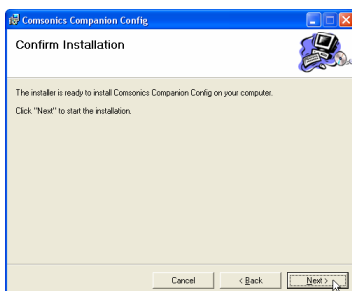 Comsonics Companion Config
Confirm Installation
The installer is ready to install Comsonics Companion Config on your computer.
Click "Next" to start the installation.
Cancel
< Back
Next >